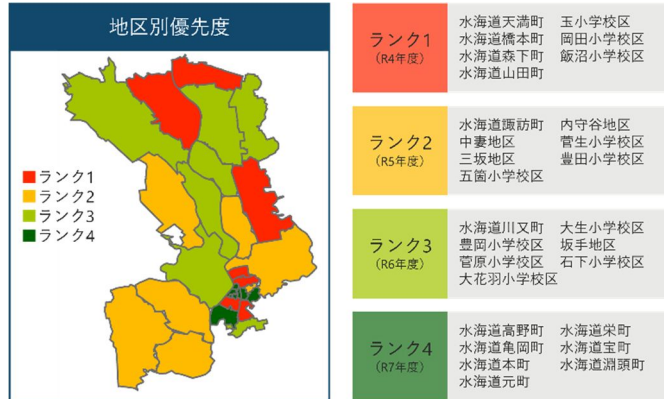 地区別優先度
ランク1
ランク2
ランク3
ランク4
ランク1
(R4年度)
水海道天満町 玉小学校区
水海道橋本町 岡田小学校区
水海道森下町 飯沼小学校区
水海道山田町
ランク2
(R5年度)
水海道諏訪町 内守谷地区
中妻地区 菅生小学校区
三坂地区 豊田小学校区
五箇小学校区
ランク3
(R6年度)
水海道川又町 大生小学校区
豊岡小学校区 坂手地区
菅原小学校区 石下小学校区
大花羽小学校区
ランク4
(R7年度)
水海道高野町 水海道栄町
水海道亀岡町 水海道宝町
水海道本町 水海道淵頭町
水海道元町